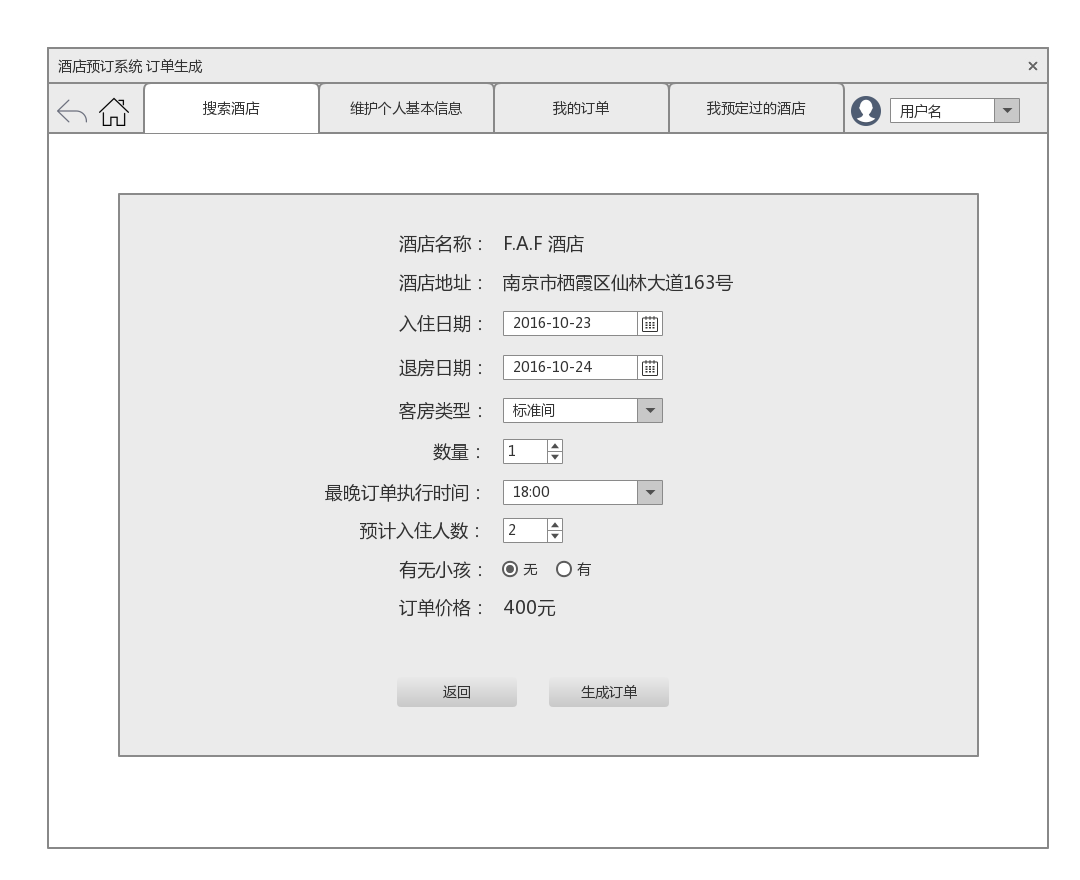 酒店预订系统 订单生成 ×
搜索酒店 维护个人基本信息 我的订单 我预定过的酒店 用户名
酒店名称： F.A.F 酒店
酒店地址： 南京市栖霞区仙林大道163号
入住日期： 2016-10-23
退房日期： 2016-10-24
客房类型： 标准间
数量： 1
最晚订单执行时间： 18:00
预计入住人数： 2
有无小孩： 无 有
订单价格： 400元
返回 生成订单